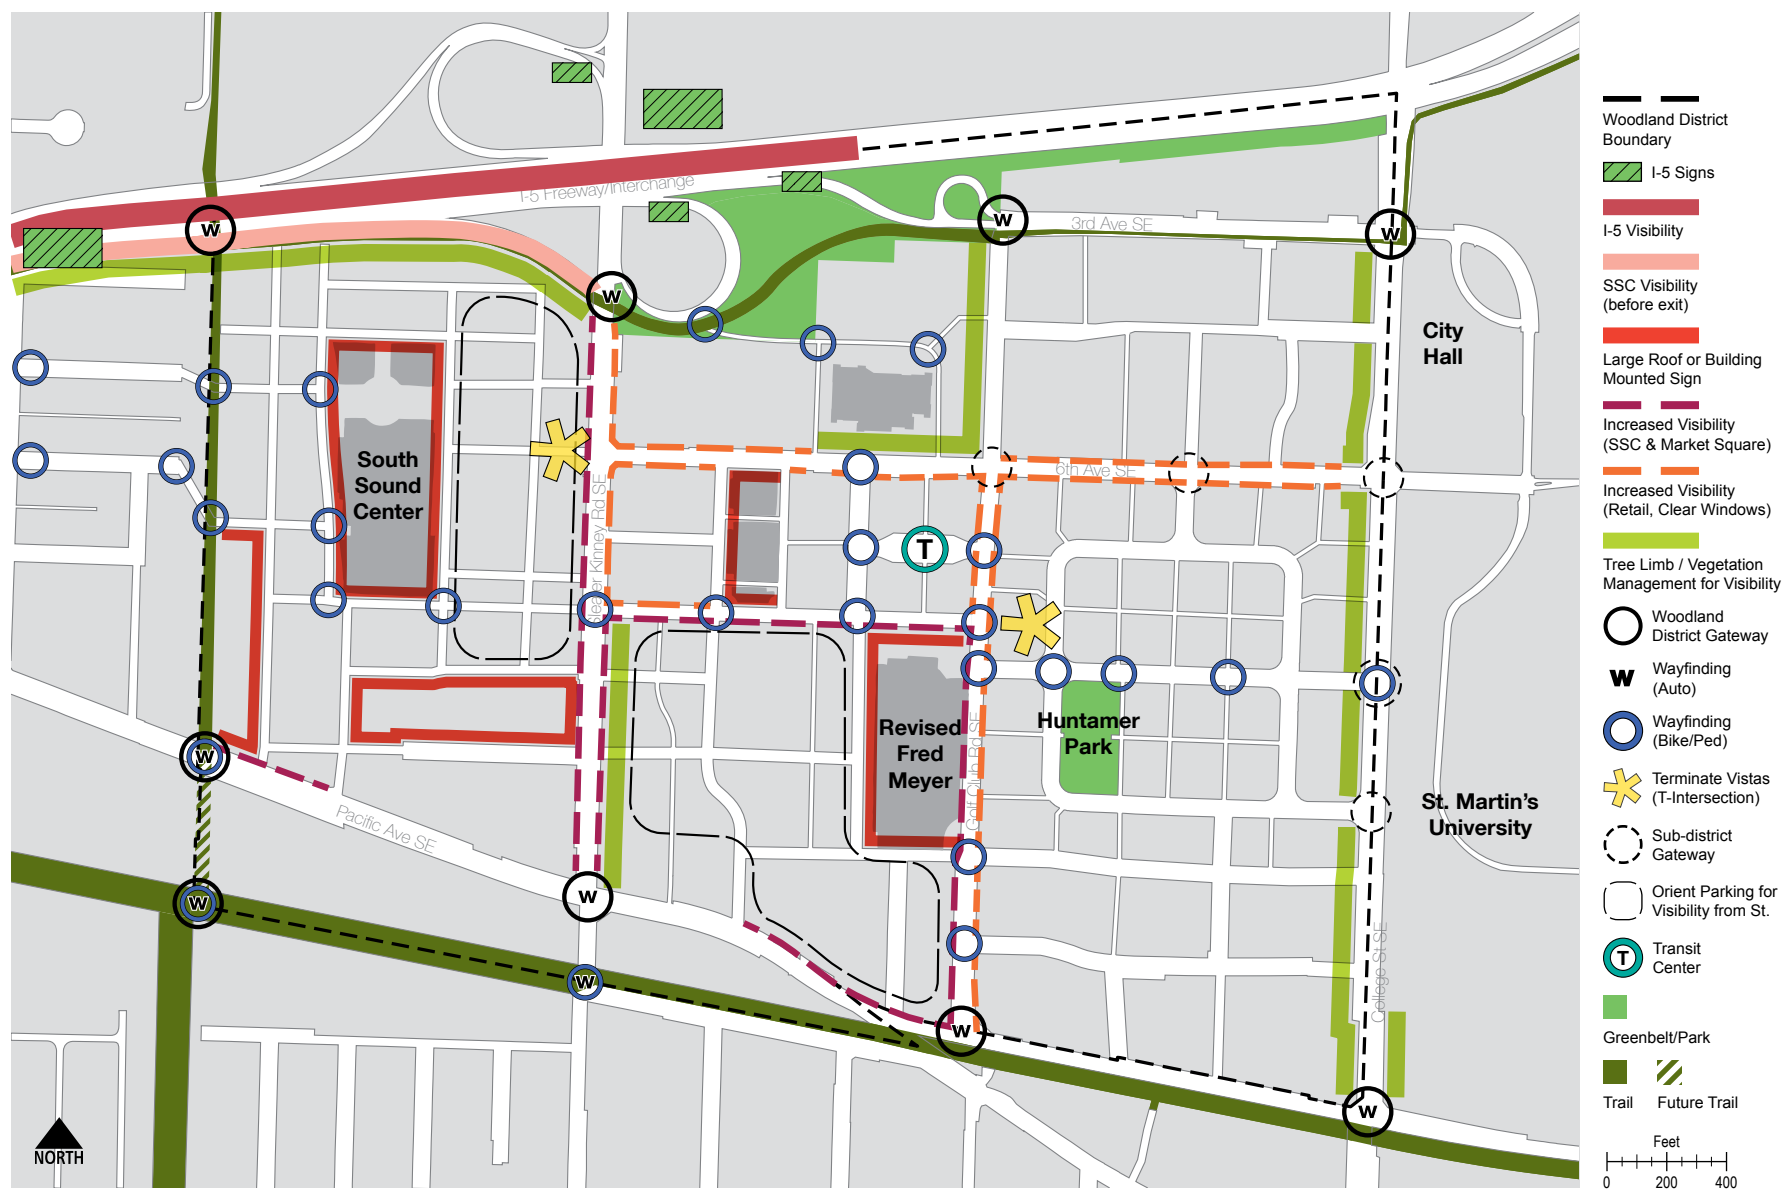 I-5 Freeway/Interchange
W
W
3rd Ave SE
W
W
City
Hall
South
Sound
Center
6th Ave SE
Sleater Kinney Rd SE
T
Revised
Fred
Meyer
Golf Club Rd SE
Huntamer
Park
St. Martin's
University
W
Pacific Ave SE
W
W
W
W
College St SE
W
NORTH
Woodland District
Boundary
I-5 Signs
I-5 Visibility
SSC Visibility
(before exit)
Large Roof or Building
Mounted Sign
Increased Visibility
(SSC & Market Square)
Increased Visibility
(Retail, Clear Windows)
Tree Limb / Vegetation
Management for Visibility
Woodland
District Gateway
W Wayfinding
(Auto)
Wayfinding
(Bike/Ped)
Terminate Vistas
(T-Intersection)
Sub-district
Gateway
Orient Parking for
Visibility from St.
T Transit
Center
Greenbelt/Park
Trail Future Trail
Feet
0 200 400